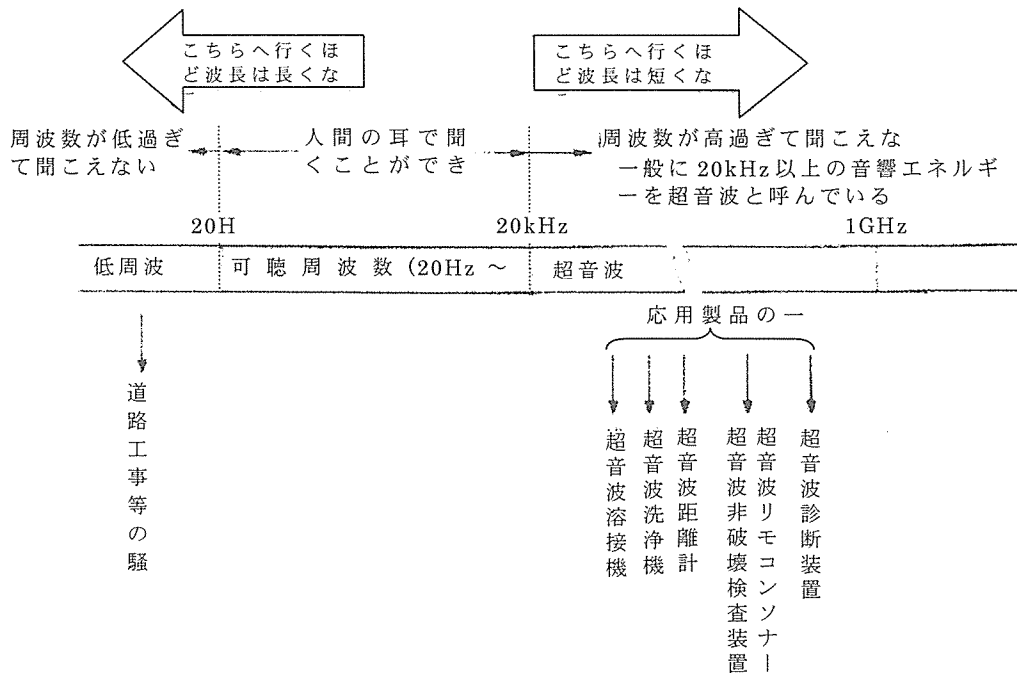 こちらへ行くほ
ど波長は長くな
こちらへ行くほ
ど波長は短くな
周波数が低過ぎ
て聞こえない
人間の耳で聞
くことができ
周波数が高過ぎて聞こえな
一般に20kHz以上の音響エネルギ
ーを超音波と呼んでいる
20H
20kHz
1GHz
低周波
可聴周波数(20Hz ～
超音波
応用製品の一
道路工事等の騒
超音波溶接機
超音波洗浄機
超音波距離計
超音波非破壊検査装置
超音波リモコンソナー
超音波診断装置